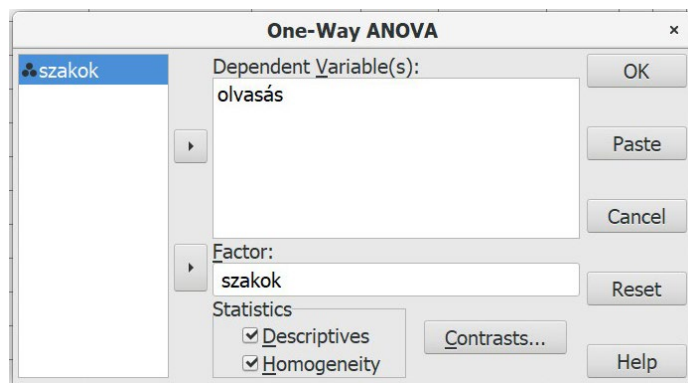 One-Way ANOVA
×
szakok
Dependent Variable(s):
olvasás
OK
Paste
Cancel
Factor:
szakok
Reset
Statistics
Descriptives
Homogeneity
Contrasts...
Help